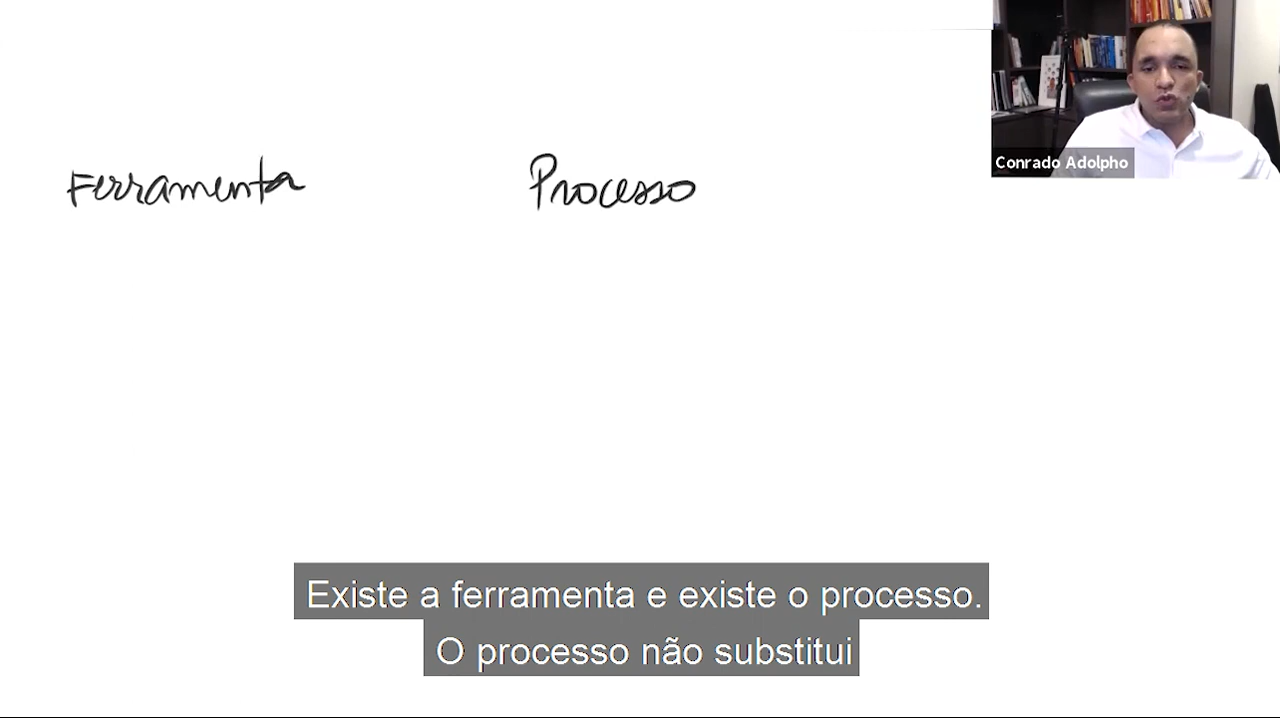 Conrado Adolpho
Ferramenta
Processo
Existe a ferramenta e existe o processo.
O processo não substitui